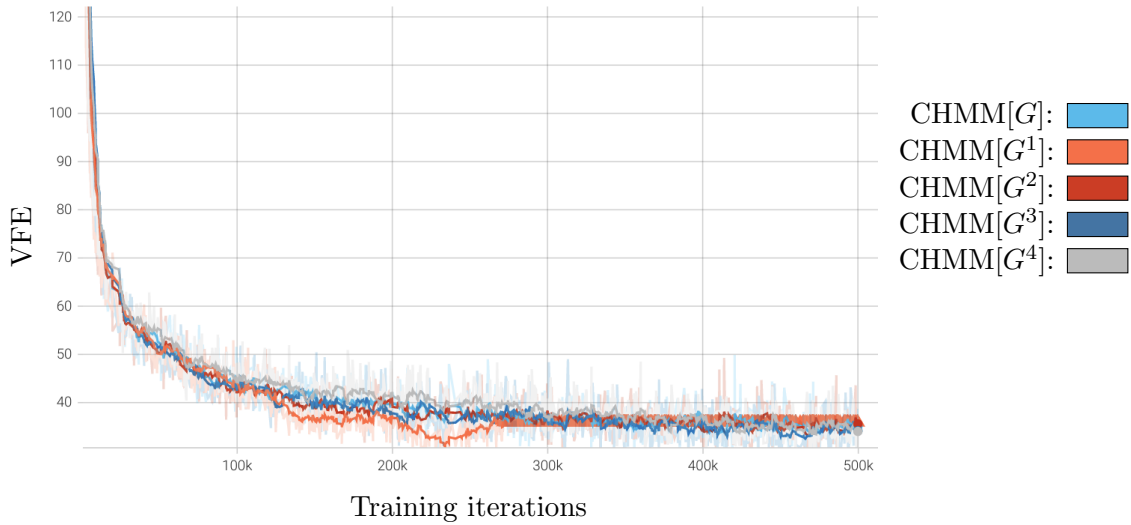 120
110
100
90
80
70
60
50
40
VFE
100k
200k
300k
400k
500k
Training iterations
CHMM[G]:
CHMM[G¹]:
CHMM[G²]:
CHMM[G³]:
CHMM[G⁴]: